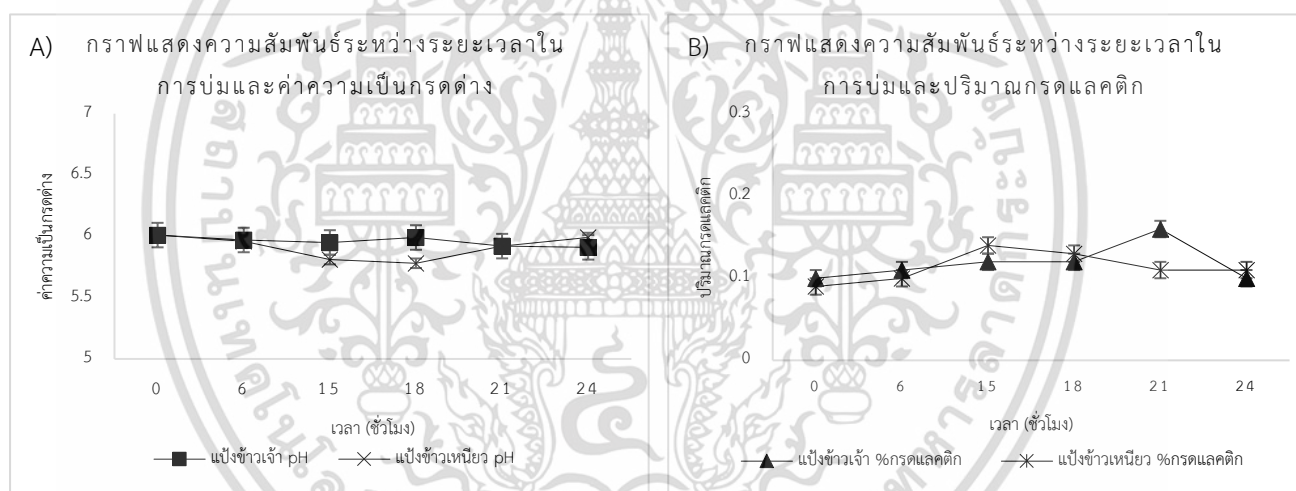 A) กราฟแสดงความสัมพันธ์ระหว่างระยะเวลาใน
การบ่มและค่าความเป็นกรดด่าง
7
6.5
6
5.5
5
ค่าความเป็นกรดด่าง
0 6 15 18 21 24
เวลา (ชั่วโมง)
แป้งข้าวเจ้า pH แป้งข้าวเหนียว pH
B) กราฟแสดงความสัมพันธ์ระหว่างระยะเวลาใน
การบ่มและปริมาณกรดแลคติก
0.3
0.2
0.1
0
ปริมาณกรดแลคติก
0 6 15 18 21 24
เวลา (ชั่วโมง)
แป้งข้าวเจ้า %กรดแลคติก แป้งข้าวเหนียว %กรดแลคติก